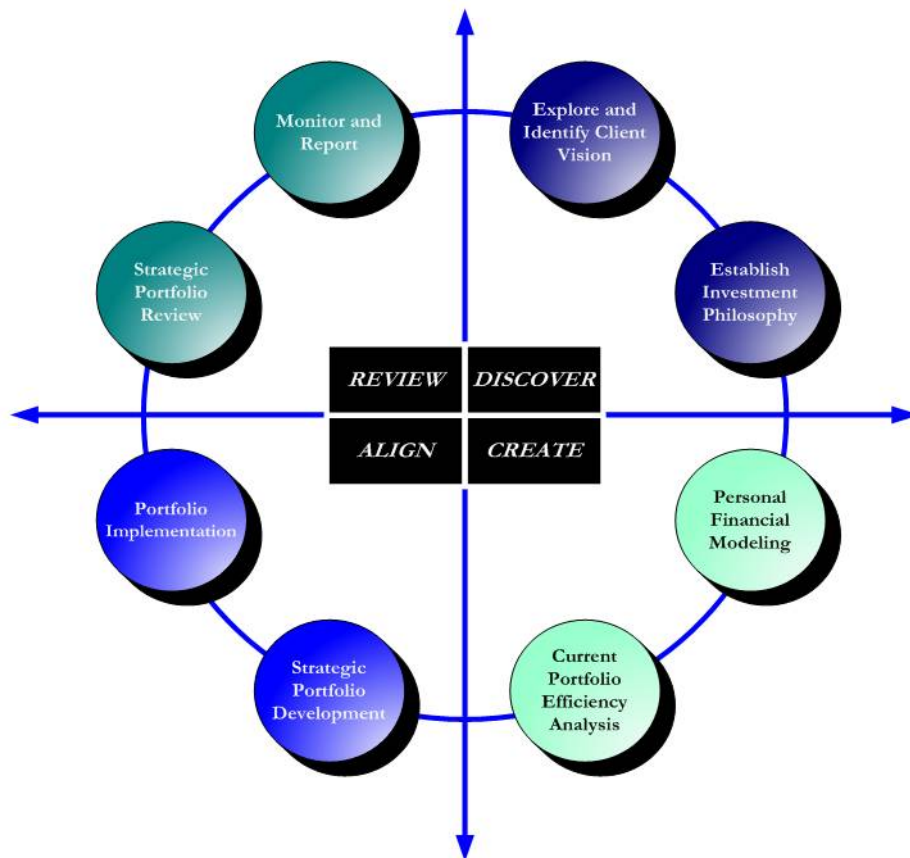 Monitor and
Report
Explore and
Identify Client
Vision
Strategic
Portfolio
Review
Establish
Investment
Philosophy
REVIEW
DISCOVER
ALIGN
CREATE
Portfolio
Implementation
Personal
Financial
Modeling
Strategic
Portfolio
Development
Current
Portfolio
Efficiency
Analysis